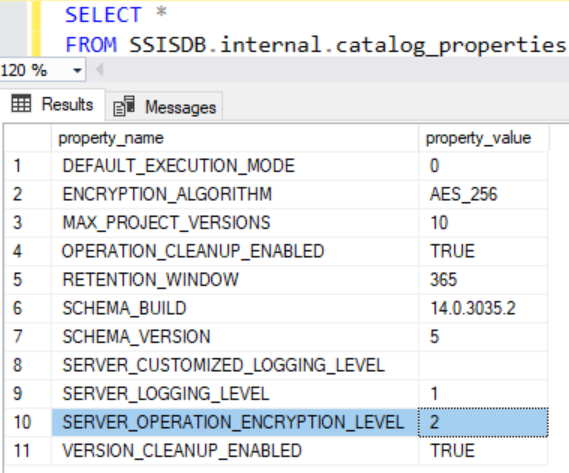 SELECT *
FROM SSISDB.internal.catalog_properties
120 %
Results Messages
property_name property_value
1 DEFAULT_EXECUTION_MODE 0
2 ENCRYPTION_ALGORITHM AES_256
3 MAX_PROJECT_VERSIONS 10
4 OPERATION_CLEANUP_ENABLED TRUE
5 RETENTION_WINDOW 365
6 SCHEMA_BUILD 14.0.3035.2
7 SCHEMA_VERSION 5
8 SERVER_CUSTOMIZED_LOGGING_LEVEL
9 SERVER_LOGGING_LEVEL 1
10 SERVER_OPERATION_ENCRYPTION_LEVEL 2
11 VERSION_CLEANUP_ENABLED TRUE